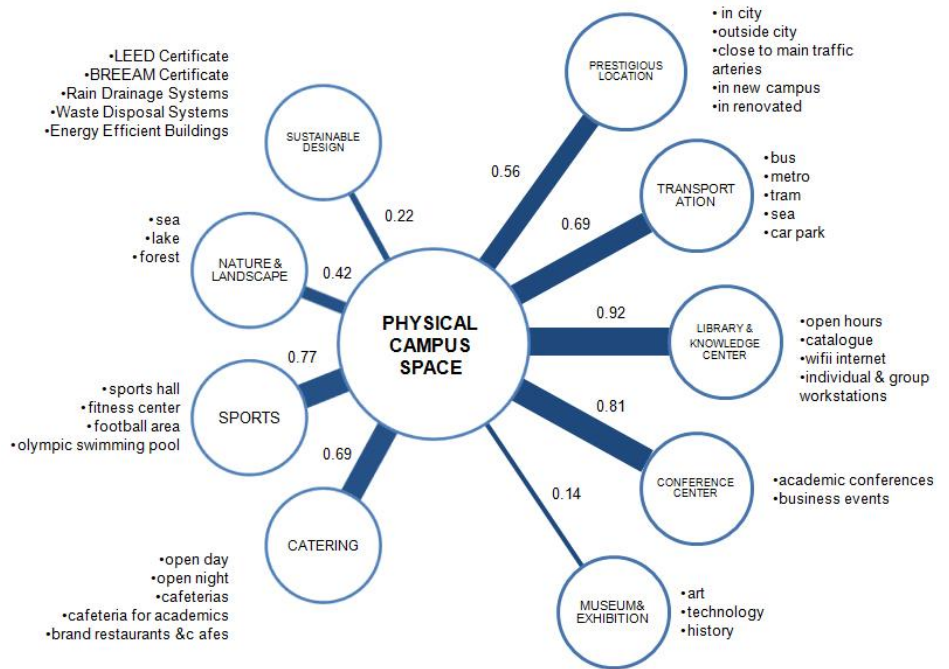 •LEED Certificate
•BREEAM Certificate
•Rain Drainage Systems
•Waste Disposal Systems
•Energy Efficient Buildings
SUSTAINABLE
DESIGN
0.22
•sea
•lake
•forest
NATURE &
LANDSCAPE
0.42
•sports hall
•fitness center
•football area
•olympic swimming pool
SPORTS
0.77
•open day
•open night
•cafeterias
•cafeteria for academics
•brand restaurants &c afes
CATERING
0.69
PHYSICAL
CAMPUS
SPACE
PRESTIGIOUS
LOCATION
0.56
•in city
•outside city
•close to main traffic
arteries
•in new campus
•in renovated
TRANSPORT
ATION
0.69
•bus
•metro
•tram
•sea
•car park
LIBRARY &
KNOWLEDGE
CENTER
0.92
•open hours
•catalogue
•wifii internet
•individual & group
workstations
CONFERENCE
CENTER
0.81
•academic conferences
•business events
MUSEUM&
EXHIBITION
0.14
•art
•technology
•history